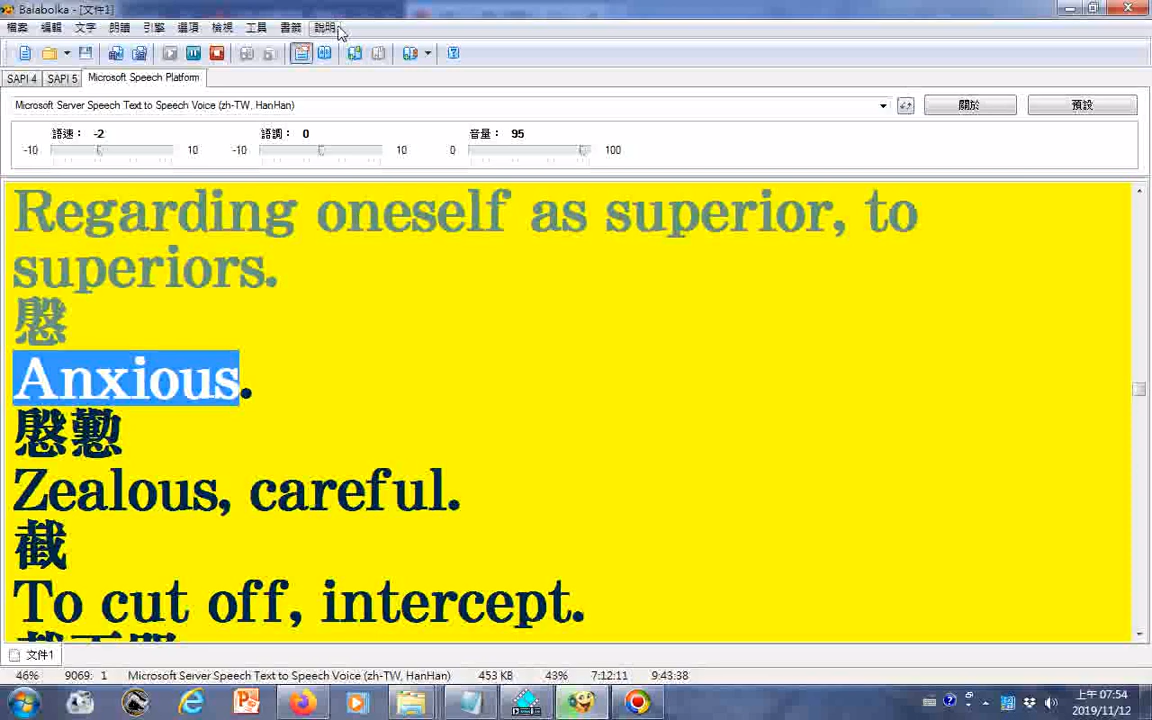 Balabolka - [文件1]
檔案 編輯 文字 朗讀 引擎 選項 檢視 工具 書籤 說明
SAPI 4 SAPI 5 Microsoft Speech Platform
Microsoft Server Speech Text to Speech Voice (zh-TW, HanHan) 關於 預設
語速： -2 語調： 0 音量： 95
-10 10 -10 10 0 100
Regarding oneself as superior, to
superiors.
慇
Anxious.
慇懃
Zealous, careful.
截
To cut off, intercept.
文件1
46% 9069: 1 Microsoft Server Speech Text to Speech Voice (zh-TW, HanHan) 453 KB 43% 7:12:11 9:43:38
上午 07:54
2019/11/12